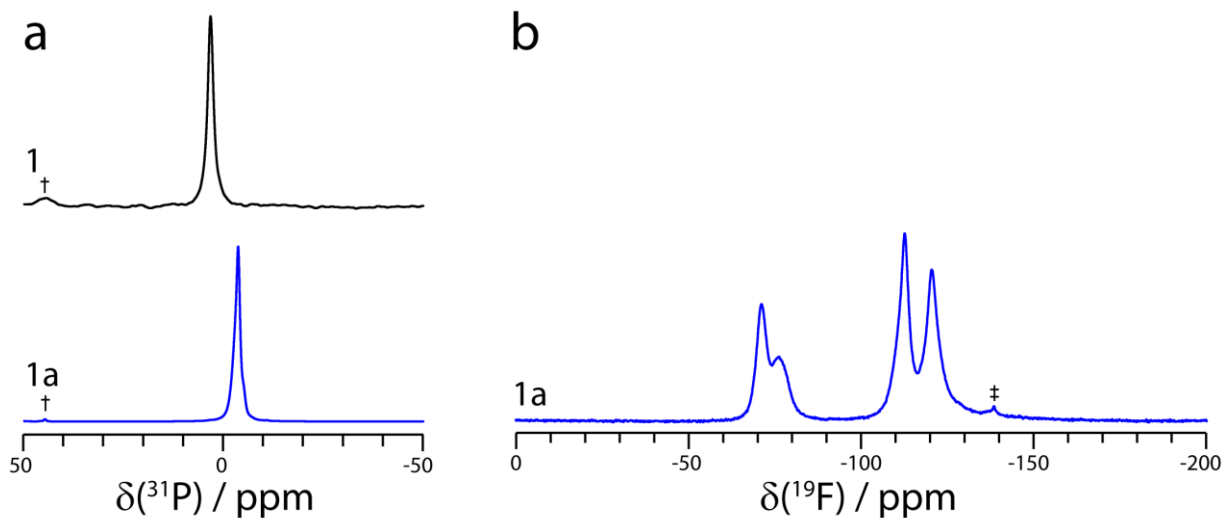 a
1
†
1a
†
50 0 -50
δ(³¹P) / ppm
b
1a
‡
0 -50 -100 -150 -200
δ(¹⁹F) / ppm